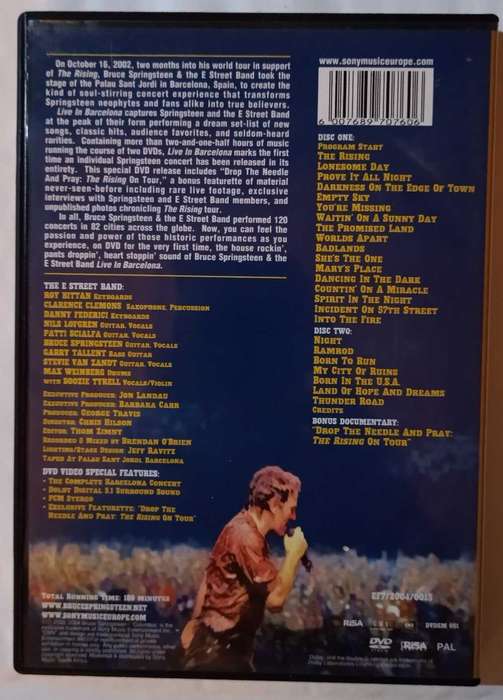 On October 16, 2002, two months into his world tour in support
of The Rising, Bruce Springsteen & the E Street Band took the
stage of the Palau Sant Jordi in Barcelona, Spain, to create the
kind of soul-stirring concert experience that transforms
Springsteen neophytes and fans alike into true believers.
Live In Barcelona captures Springsteen and the E Street Band
at the peak of their form performing a dream set-list of new
songs, classic hits, audience favorites, and seldom-heard
rarities. Containing more than two-and-one-half hours of music
running the course of two DVDs, Live In Barcelona marks the first
time an individual Springsteen concert has been released in its
entirety. This special DVD release includes "Drop The Needle
And Pray: The Rising On Tour," a bonus featurette of material
never-seen-before including rare live footage, exclusive
interviews with Springsteen and E Street Band members, and
unpublished photos chronicling The Rising tour.
In all, Bruce Springsteen & the E Street Band performed 120
concerts in 82 cities across the globe. Now, you can feel the
passion and power of those historic performances as you
experience, on DVD for the very first time, the house rockin',
pants droppin', heart stoppin' sound of Bruce Springsteen & the
E Street Band Live In Barcelona.
THE E STREET BAND:
ROY BITTAN KEYBOARDS
CLARENCE CLEMONS SAXOPHONE, PERCUSSION
DANNY FEDERICI KEYBOARDS
NILS LOFGREN GUITAR, VOCALS
PATTI SCIALFA GUITAR, VOCALS
BRUCE SPRINGSTEEN GUITAR, VOCALS
GARRY TALLENT BASS GUITAR
STEVIE VAN ZANDT GUITAR, VOCALS
MAX WEINBERG DRUMS
WITH SOOZIE TYRELL VOCALS/VIOLIN
EXECUTIVE PRODUCER: JON LANDAU
EXECUTIVE PRODUCER: BARBARA CARR
PRODUCER: GEORGE TRAVIS
DIRECTOR: CHRIS HILSON
EDITOR: THOM ZIMNY
RECORDED & MIXED BY BRENDAN O'BRIEN
LIGHTING/STAGE DESIGN JEFF RAVITZ
TAPED AT PALAU SANT JORDI, BARCELONA
DVD VIDEO SPECIAL FEATURES:
• THE COMPLETE BARCELONA CONCERT
• DOLBY DIGITAL 5.1 SURROUND SOUND
• PCM STEREO
• EXCLUSIVE FEATURETTE: "DROP THE
NEEDLE AND PRAY: THE RISING ON TOUR"
TOTAL RUNNING TIME: 180 MINUTES
WWW.BRUCESPRINGSTEEN.NET
WWW.SONYMUSICEUROPE.COM
www.sonymusiceurope.com
6 007689 707606
DISC ONE:
PROGRAM START
THE RISING
LONESOME DAY
PROVE IT ALL NIGHT
DARKNESS ON THE EDGE OF TOWN
EMPTY SKY
YOU'RE MISSING
WAITIN' ON A SUNNY DAY
THE PROMISED LAND
WORLDS APART
BADLANDS
SHE'S THE ONE
MARY'S PLACE
DANCING IN THE DARK
COUNTIN' ON A MIRACLE
SPIRIT IN THE NIGHT
INCIDENT ON 57TH STREET
INTO THE FIRE
DISC TWO:
NIGHT
RAMROD
BORN TO RUN
MY CITY OF RUINS
BORN IN THE U.S.A.
LAND OF HOPE AND DREAMS
THUNDER ROAD
CREDITS
BONUS DOCUMENTARY:
"DROP THE NEEDLE AND PRAY:
THE RISING ON TOUR"
EF7/2004/0015
RiSA
DVDSM 051
DVD
RiSA
PAL